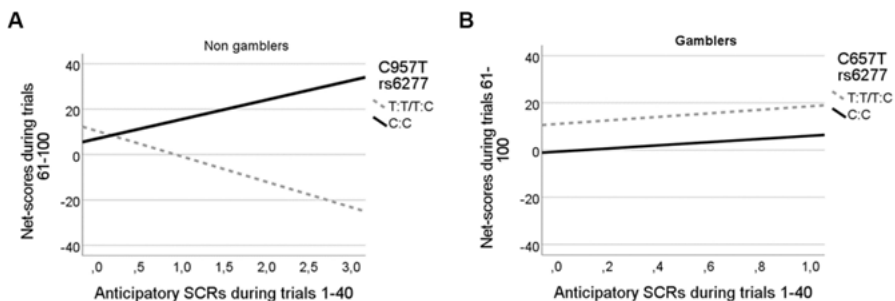 A
Non gamblers
Net-scores during trials
61-100
40
20
0
-20
-40
,0 ,5 1,0 1,5 2,0 2,5 3,0
Anticipatory SCRs during trials 1-40
C957T
rs6277
T:T/T:C
C:C
B
Gamblers
Net-scores during trials 61-
100
40
20
0
-20
-40
,0 ,2 ,4 ,6 ,8 1,0
Anticipatory SCRs during trials 1-40
C657T
rs6277
T:T/T:C
C:C